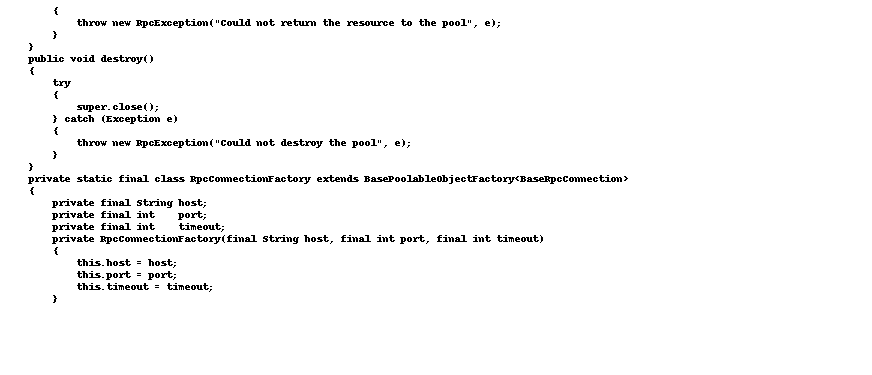 {
throw new RpcException("Could not return the resource to the pool", e);
}
}
public void destroy()
{
try
{
super.close();
} catch (Exception e)
{
throw new RpcException("Could not destroy the pool", e);
}
}
private static final class RpcConnectionFactory extends BasePoolableObjectFactory<BaseRpcConnection>
{
private final String host;
private final int    port;
private final int    timeout;
private RpcConnectionFactory(final String host, final int port, final int timeout)
{
this.host = host;
this.port = port;
this.timeout = timeout;
}